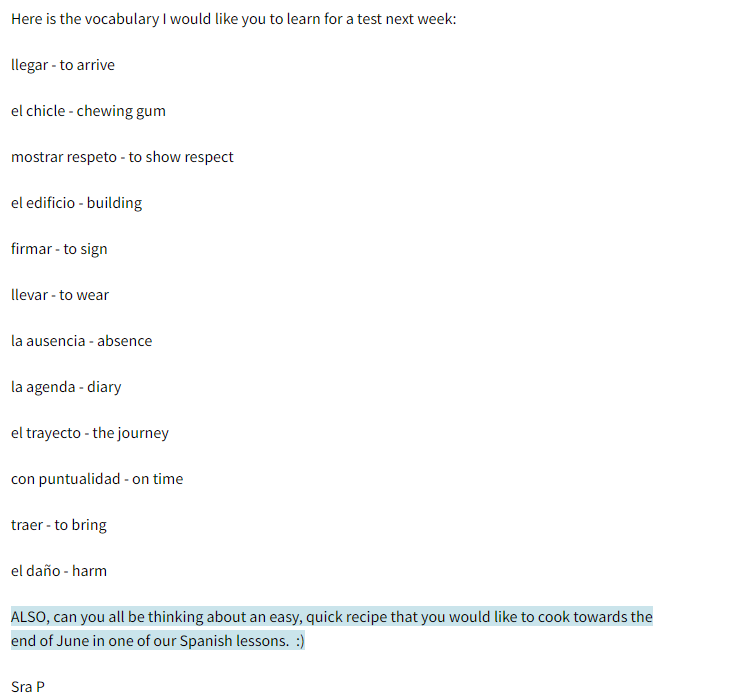 Here is the vocabulary I would like you to learn for a test next week:
llegar - to arrive
el chicle - chewing gum
mostrar respeto - to show respect
el edificio - building
firmar - to sign
llevar - to wear
la ausencia - absence
la agenda - diary
el trayecto - the journey
con puntualidad - on time
traer - to bring
el daño - harm
ALSO, can you all be thinking about an easy, quick recipe that you would like to cook towards the
end of June in one of our Spanish lessons.  :)
Sra P